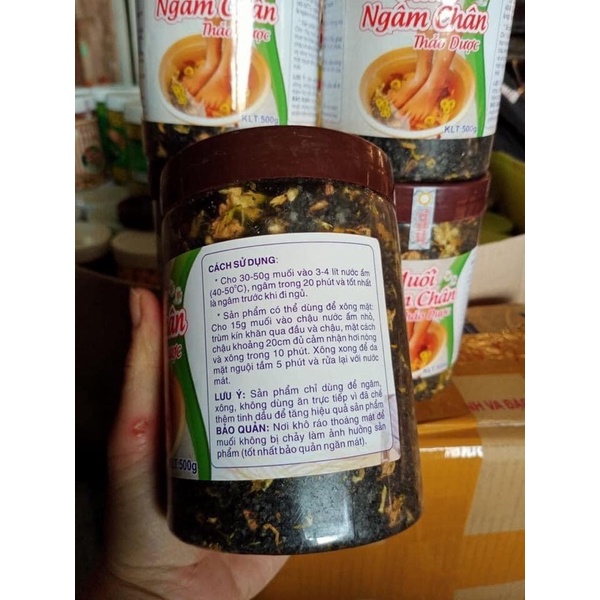 Ngâm Chân
Thảo Dược
KLT:500g
Ngâm Chân
Thảo Dược
KLT:500g
CÁCH SỬ DỤNG:
* Cho 30-50g muối vào 3-4 lít nước ấm
(40-50°C), ngâm trong 20 phút và tốt nhất
là ngâm trước khi đi ngủ.
* Sản phẩm có thể dùng để xông mặt:
Cho 15g muối vào chậu nước ấm nhỏ,
trùm kín khăn qua đầu và chậu, mặt cách
chậu khoảng 20cm đủ cảm nhận hơi nóng
và xông trong 10 phút. Xông xong để da
mặt nguội tầm 5 phút và rửa lại với nước
mát.
LƯU Ý: Sản phẩm chỉ dùng để ngâm,
xông, không dùng ăn trực tiếp vì đã chế
thêm tinh dầu để tăng hiệu quả sản phẩm
BẢO QUẢN: Nơi khô ráo thoáng mát để
muối không bị chảy làm ảnh hưởng sản
phẩm (tốt nhất bảo quản ngăn mát).
KLT:500g
Muối
Chân
Thảo Dược